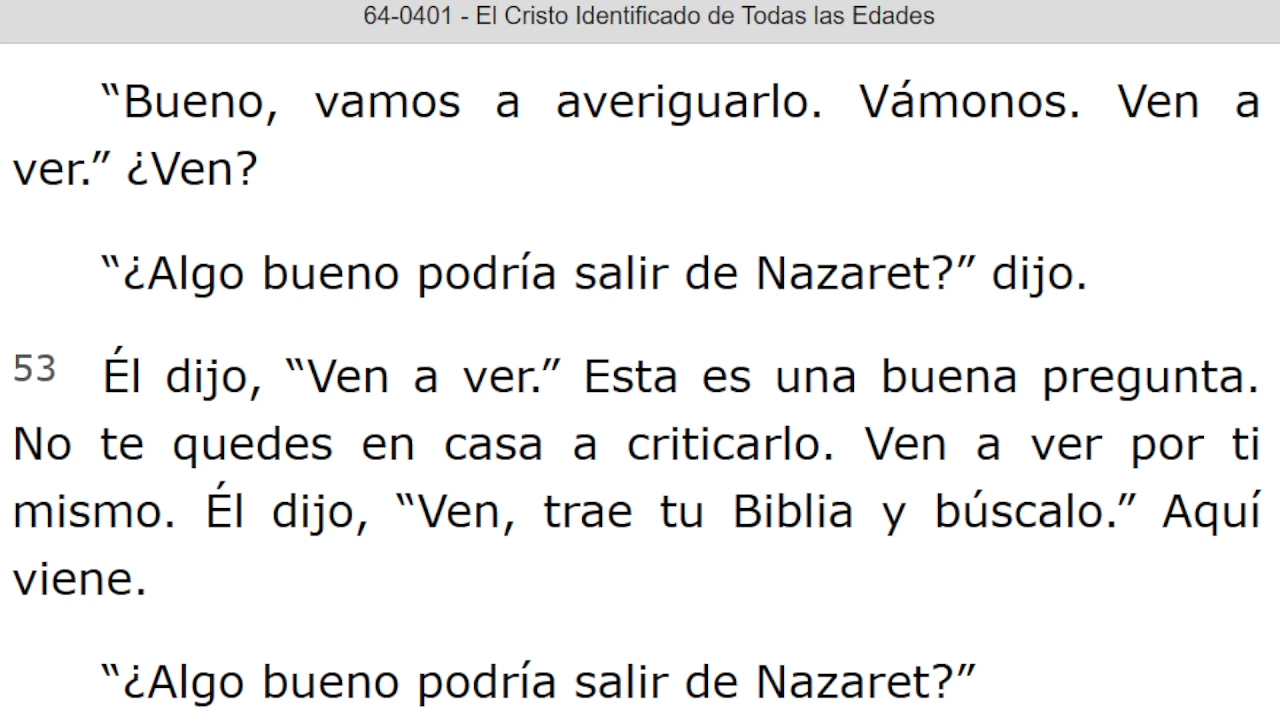 64-0401 - El Cristo Identificado de Todas las Edades
“Bueno, vamos a averiguarlo. Vámonos. Ven a
ver.” ¿Ven?
“¿Algo bueno podría salir de Nazaret?” dijo.
53 Él dijo, “Ven a ver.” Esta es una buena pregunta.
No te quedes en casa a criticarlo. Ven a ver por ti
mismo. Él dijo, “Ven, trae tu Biblia y búscalo.” Aquí
viene.
“¿Algo bueno podría salir de Nazaret?”